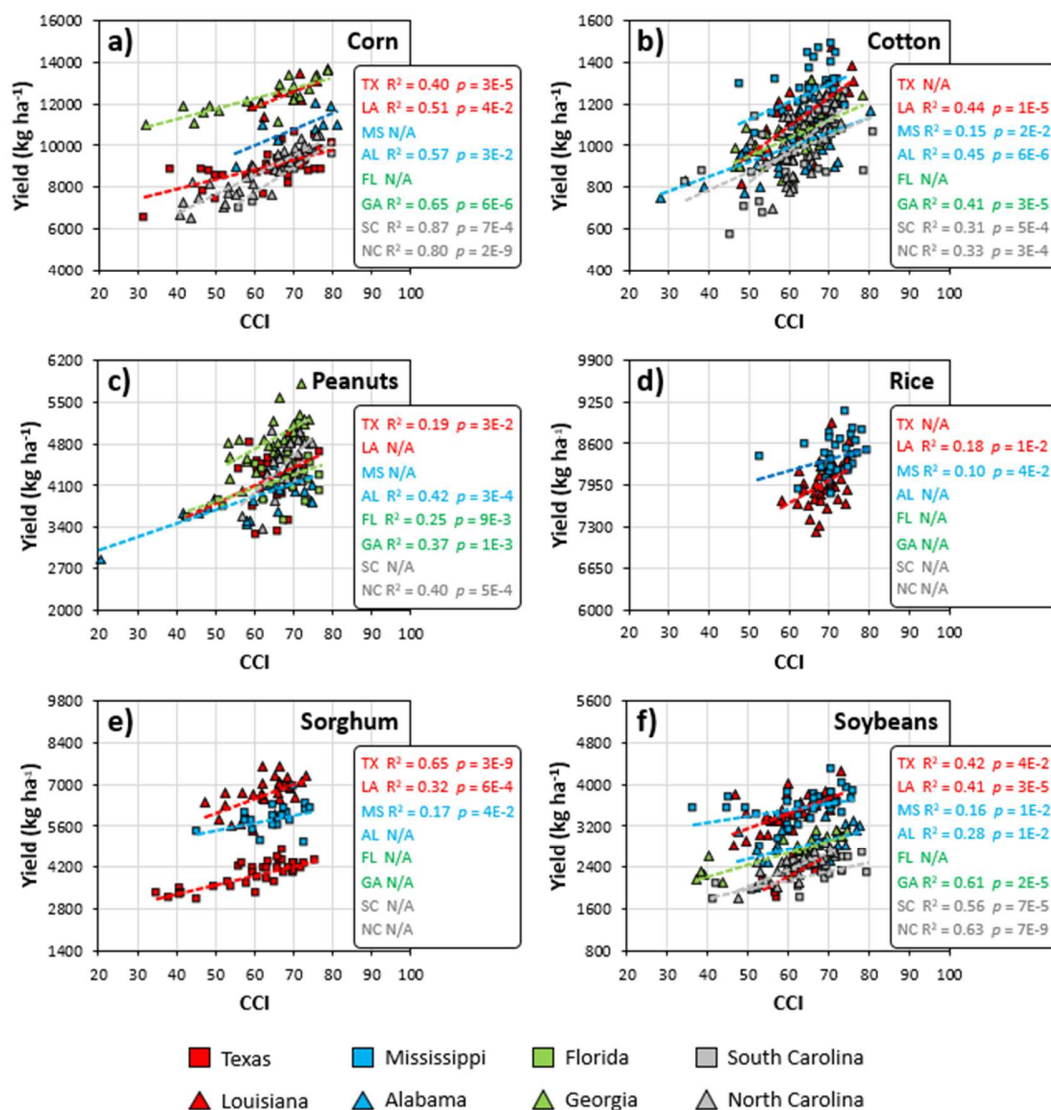 a) Corn
Yield (kg ha⁻¹)
16000
14000
12000
10000
8000
6000
4000
20 30 40 50 60 70 80 90 100
CCI
TX R² = 0.40 p = 3E-5
LA R² = 0.51 p = 4E-2
MS N/A
AL R² = 0.57 p = 3E-2
FL N/A
GA R² = 0.65 p = 6E-6
SC R² = 0.87 p = 7E-4
NC R² = 0.80 p = 2E-9
b) Cotton
Yield (kg ha⁻¹)
1600
1400
1200
1000
800
600
400
20 30 40 50 60 70 80 90 100
CCI
TX N/A
LA R² = 0.44 p = 1E-5
MS R² = 0.15 p = 2E-2
AL R² = 0.45 p = 6E-6
FL N/A
GA R² = 0.41 p = 3E-5
SC R² = 0.31 p = 5E-4
NC R² = 0.33 p = 3E-4
c) Peanuts
Yield (kg ha⁻¹)
6200
5500
4800
4100
3400
2700
2000
20 30 40 50 60 70 80 90 100
CCI
TX R² = 0.19 p = 3E-2
LA N/A
MS N/A
AL R² = 0.42 p = 3E-4
FL R² = 0.25 p = 9E-3
GA R² = 0.37 p = 1E-3
SC N/A
NC R² = 0.40 p = 5E-4
d) Rice
Yield (kg ha⁻¹)
9900
9250
8600
7950
7300
6650
6000
20 30 40 50 60 70 80 90 100
CCI
TX N/A
LA R² = 0.18 p = 1E-2
MS R² = 0.10 p = 4E-2
AL N/A
FL N/A
GA N/A
SC N/A
NC N/A
e) Sorghum
Yield (kg ha⁻¹)
9800
8400
7000
5600
4200
2800
1400
20 30 40 50 60 70 80 90 100
CCI
TX R² = 0.65 p = 3E-9
LA R² = 0.32 p = 6E-4
MS R² = 0.17 p = 4E-2
AL N/A
FL N/A
GA N/A
SC N/A
NC N/A
f) Soybeans
Yield (kg ha⁻¹)
5600
4800
4000
3200
2400
1600
800
20 30 40 50 60 70 80 90 100
CCI
TX R² = 0.42 p = 4E-2
LA R² = 0.41 p = 3E-5
MS R² = 0.16 p = 1E-2
AL R² = 0.28 p = 1E-2
FL N/A
GA R² = 0.61 p = 2E-5
SC R² = 0.56 p = 7E-5
NC R² = 0.63 p = 7E-9
Texas Mississippi Florida South Carolina
Louisiana Alabama Georgia North Carolina